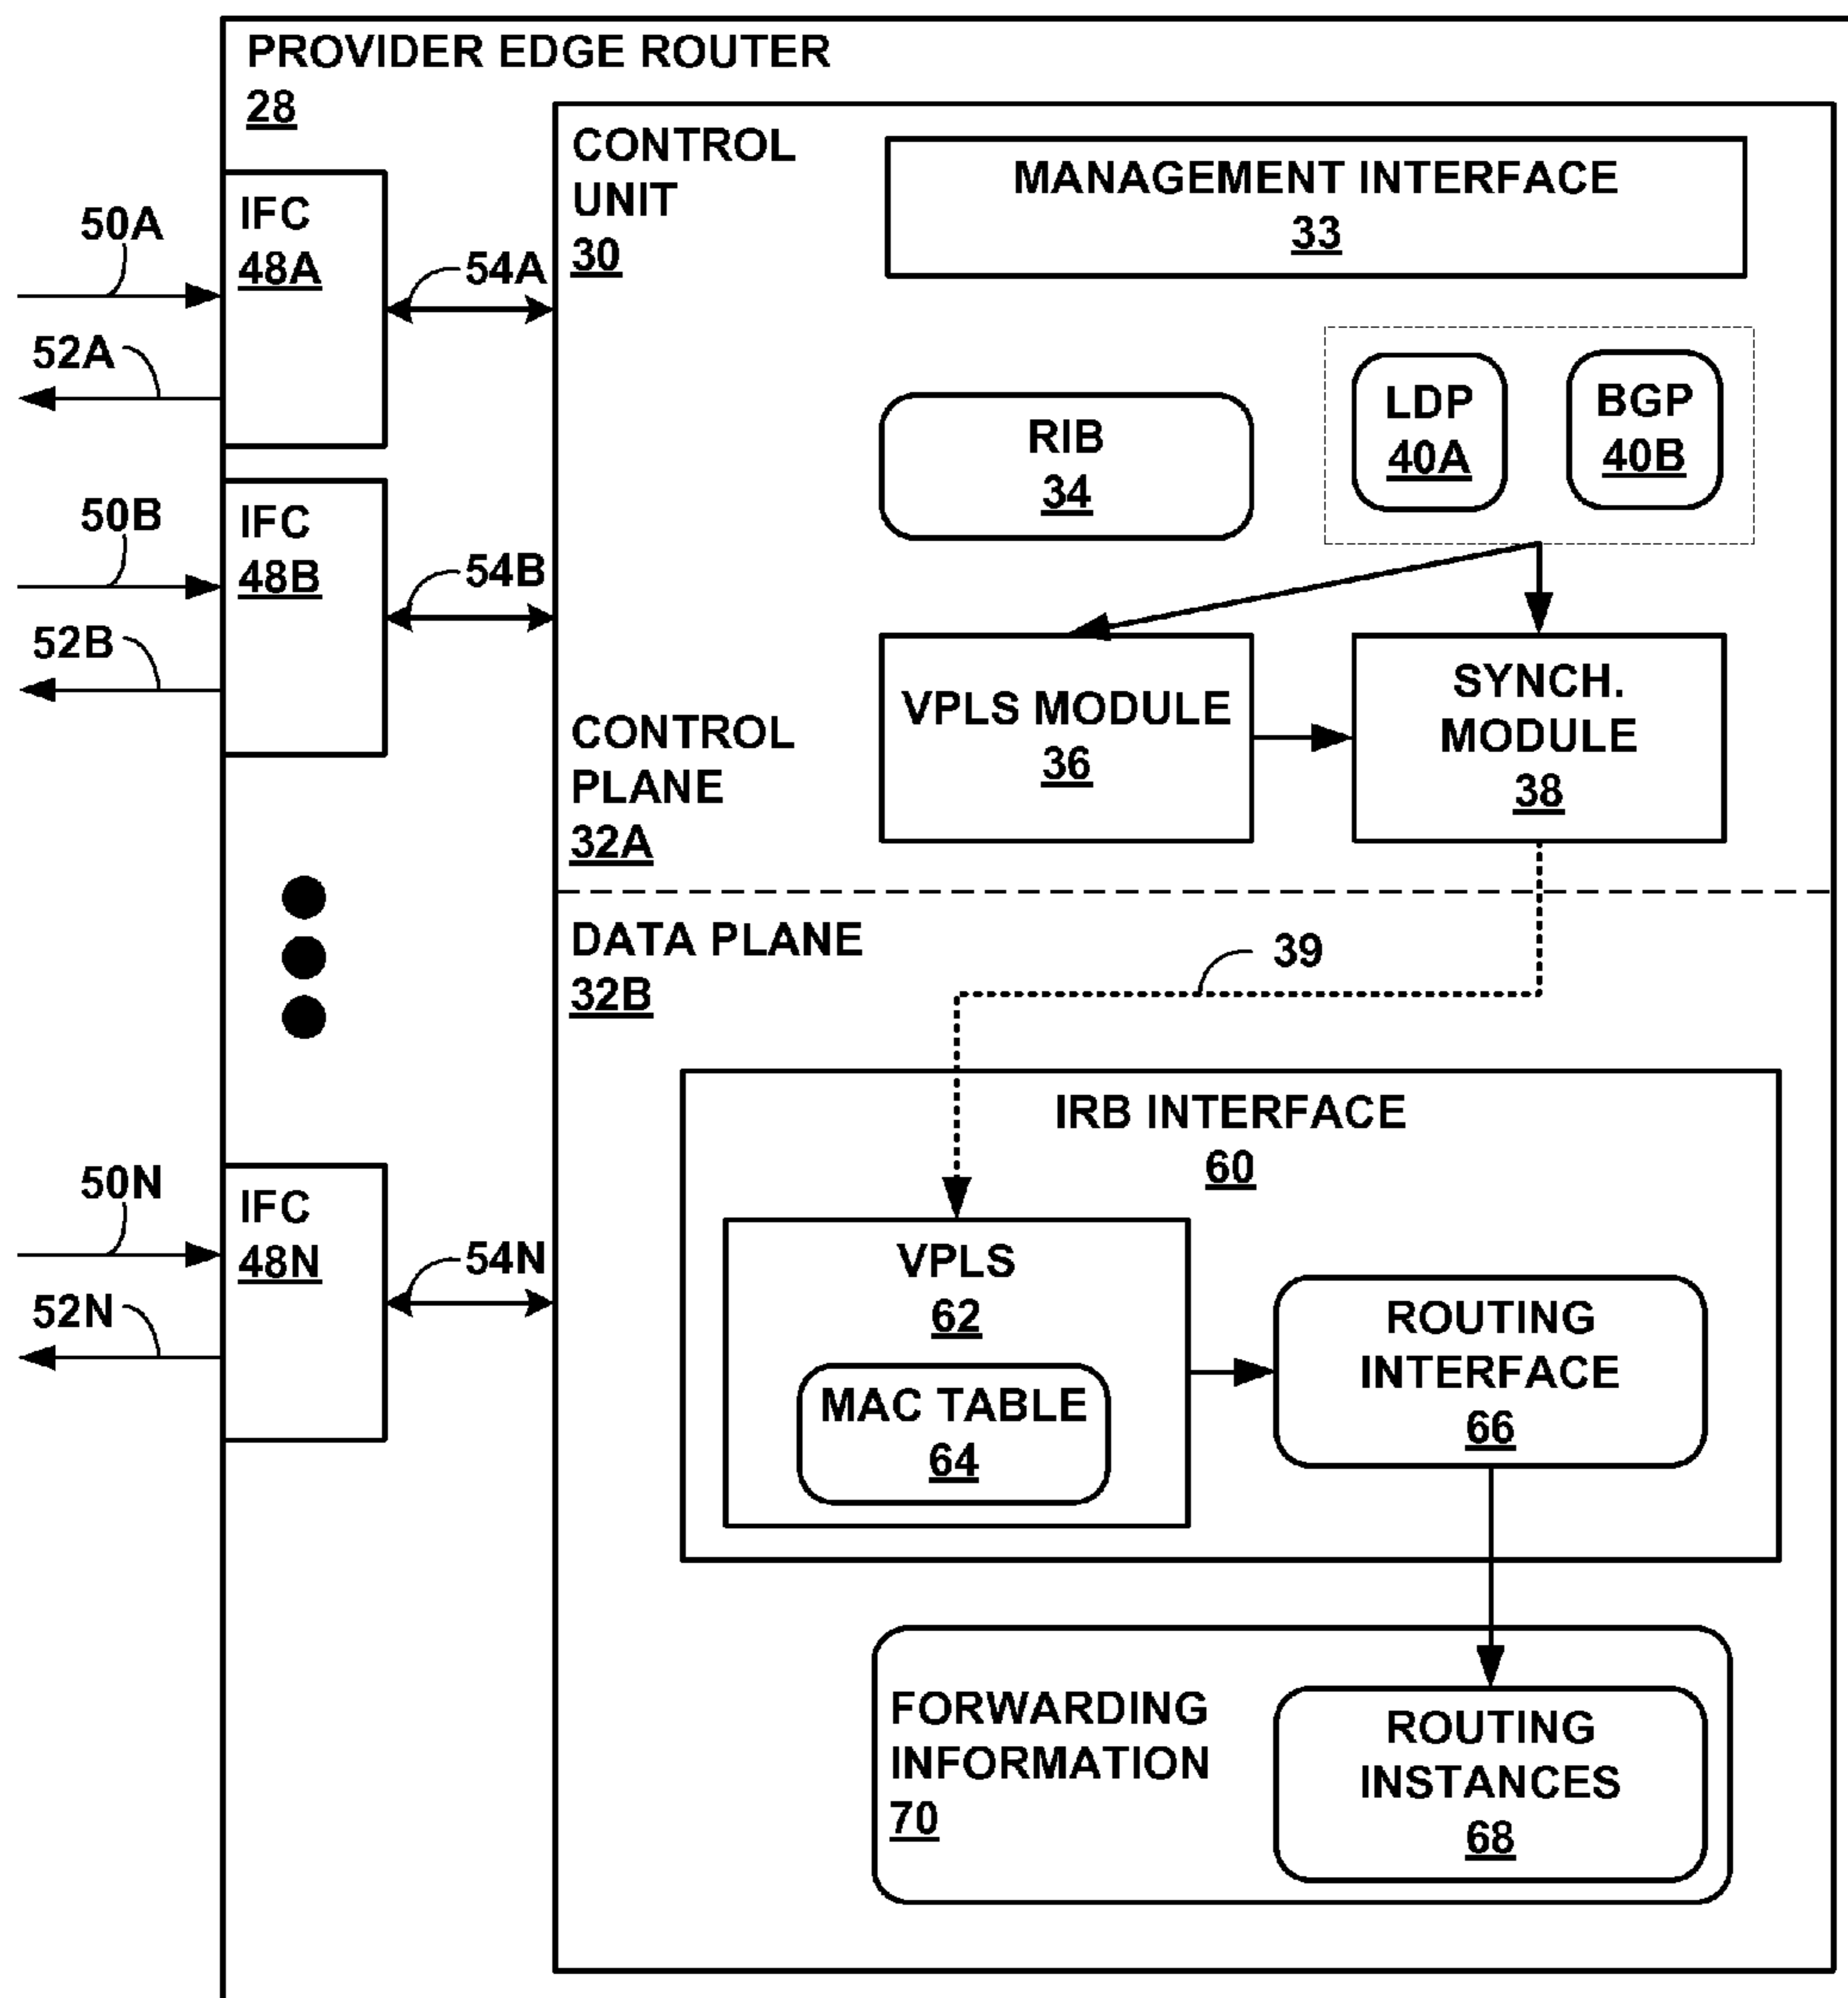 PROVIDER EDGE ROUTER
28
IFC
48A
50A
52A
54A
IFC
48B
50B
52B
54B
IFC
48N
50N
52N
54N
CONTROL
UNIT
30
MANAGEMENT INTERFACE
33
RIB
34
LDP
40A
BGP
40B
VPLS MODULE
36
SYNCH.
MODULE
38
CONTROL
PLANE
32A
DATA PLANE
32B
39
IRB INTERFACE
60
VPLS
62
MAC TABLE
64
ROUTING
INTERFACE
66
FORWARDING
INFORMATION
70
ROUTING
INSTANCES
68